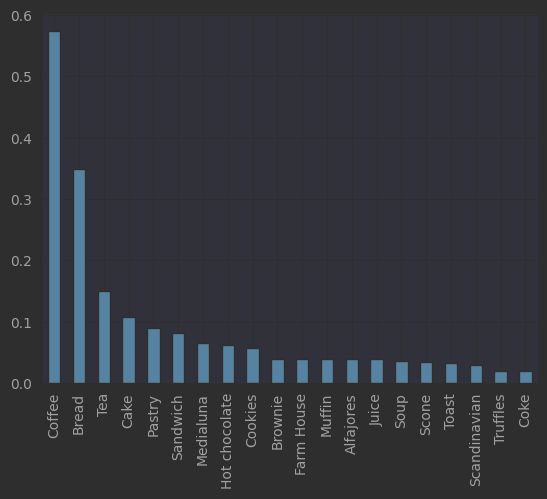 0.6
0.5
0.4
0.3
0.2
0.1
0.0
Coffee
Bread
Tea
Cake
Pastry
Sandwich
Medialuna
Hot chocolate
Cookies
Brownie
Farm House
Muffin
Alfajores
Juice
Soup
Scone
Toast
Scandinavian
Truffles
Coke